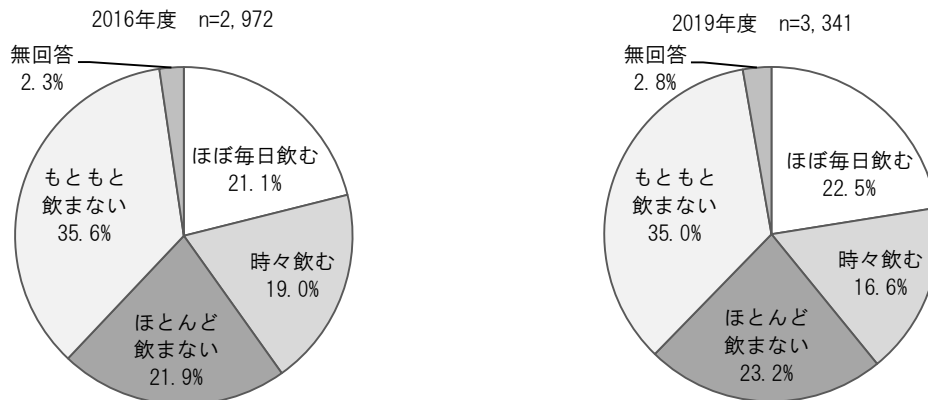 2016年度 n=2,972
無回答
2.3%
ほぼ毎日飲む
21.1%
時々飲む
19.0%
ほとんど
飲まない
21.9%
もともと
飲まない
35.6%
2019年度 n=3,341
無回答
2.8%
ほぼ毎日飲む
22.5%
時々飲む
16.6%
ほとんど
飲まない
23.2%
もともと
飲まない
35.0%